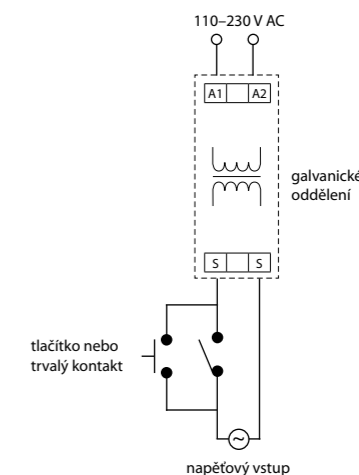 110–230 V AC
A1 A2
galvanické
oddělení
S S
tlačítko nebo
trvalý kontakt
~
napěťový vstup